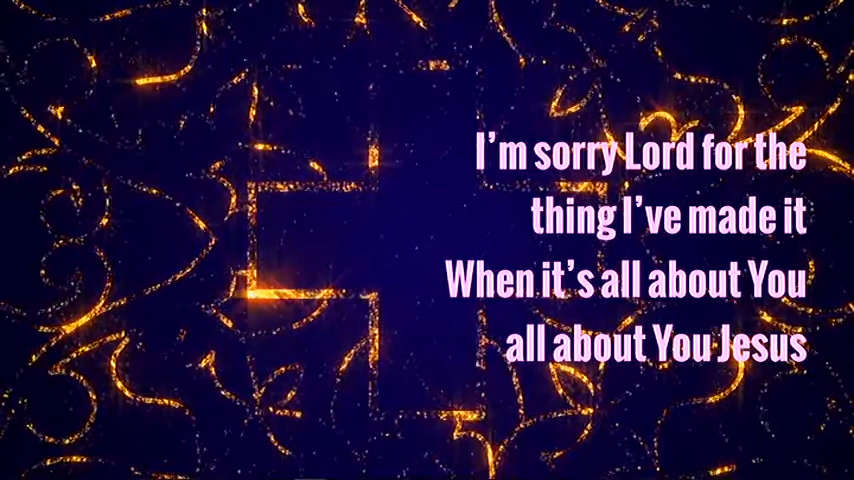 I'm sorry Lord for the
thing I've made it
When it's all about You
all about You Jesus